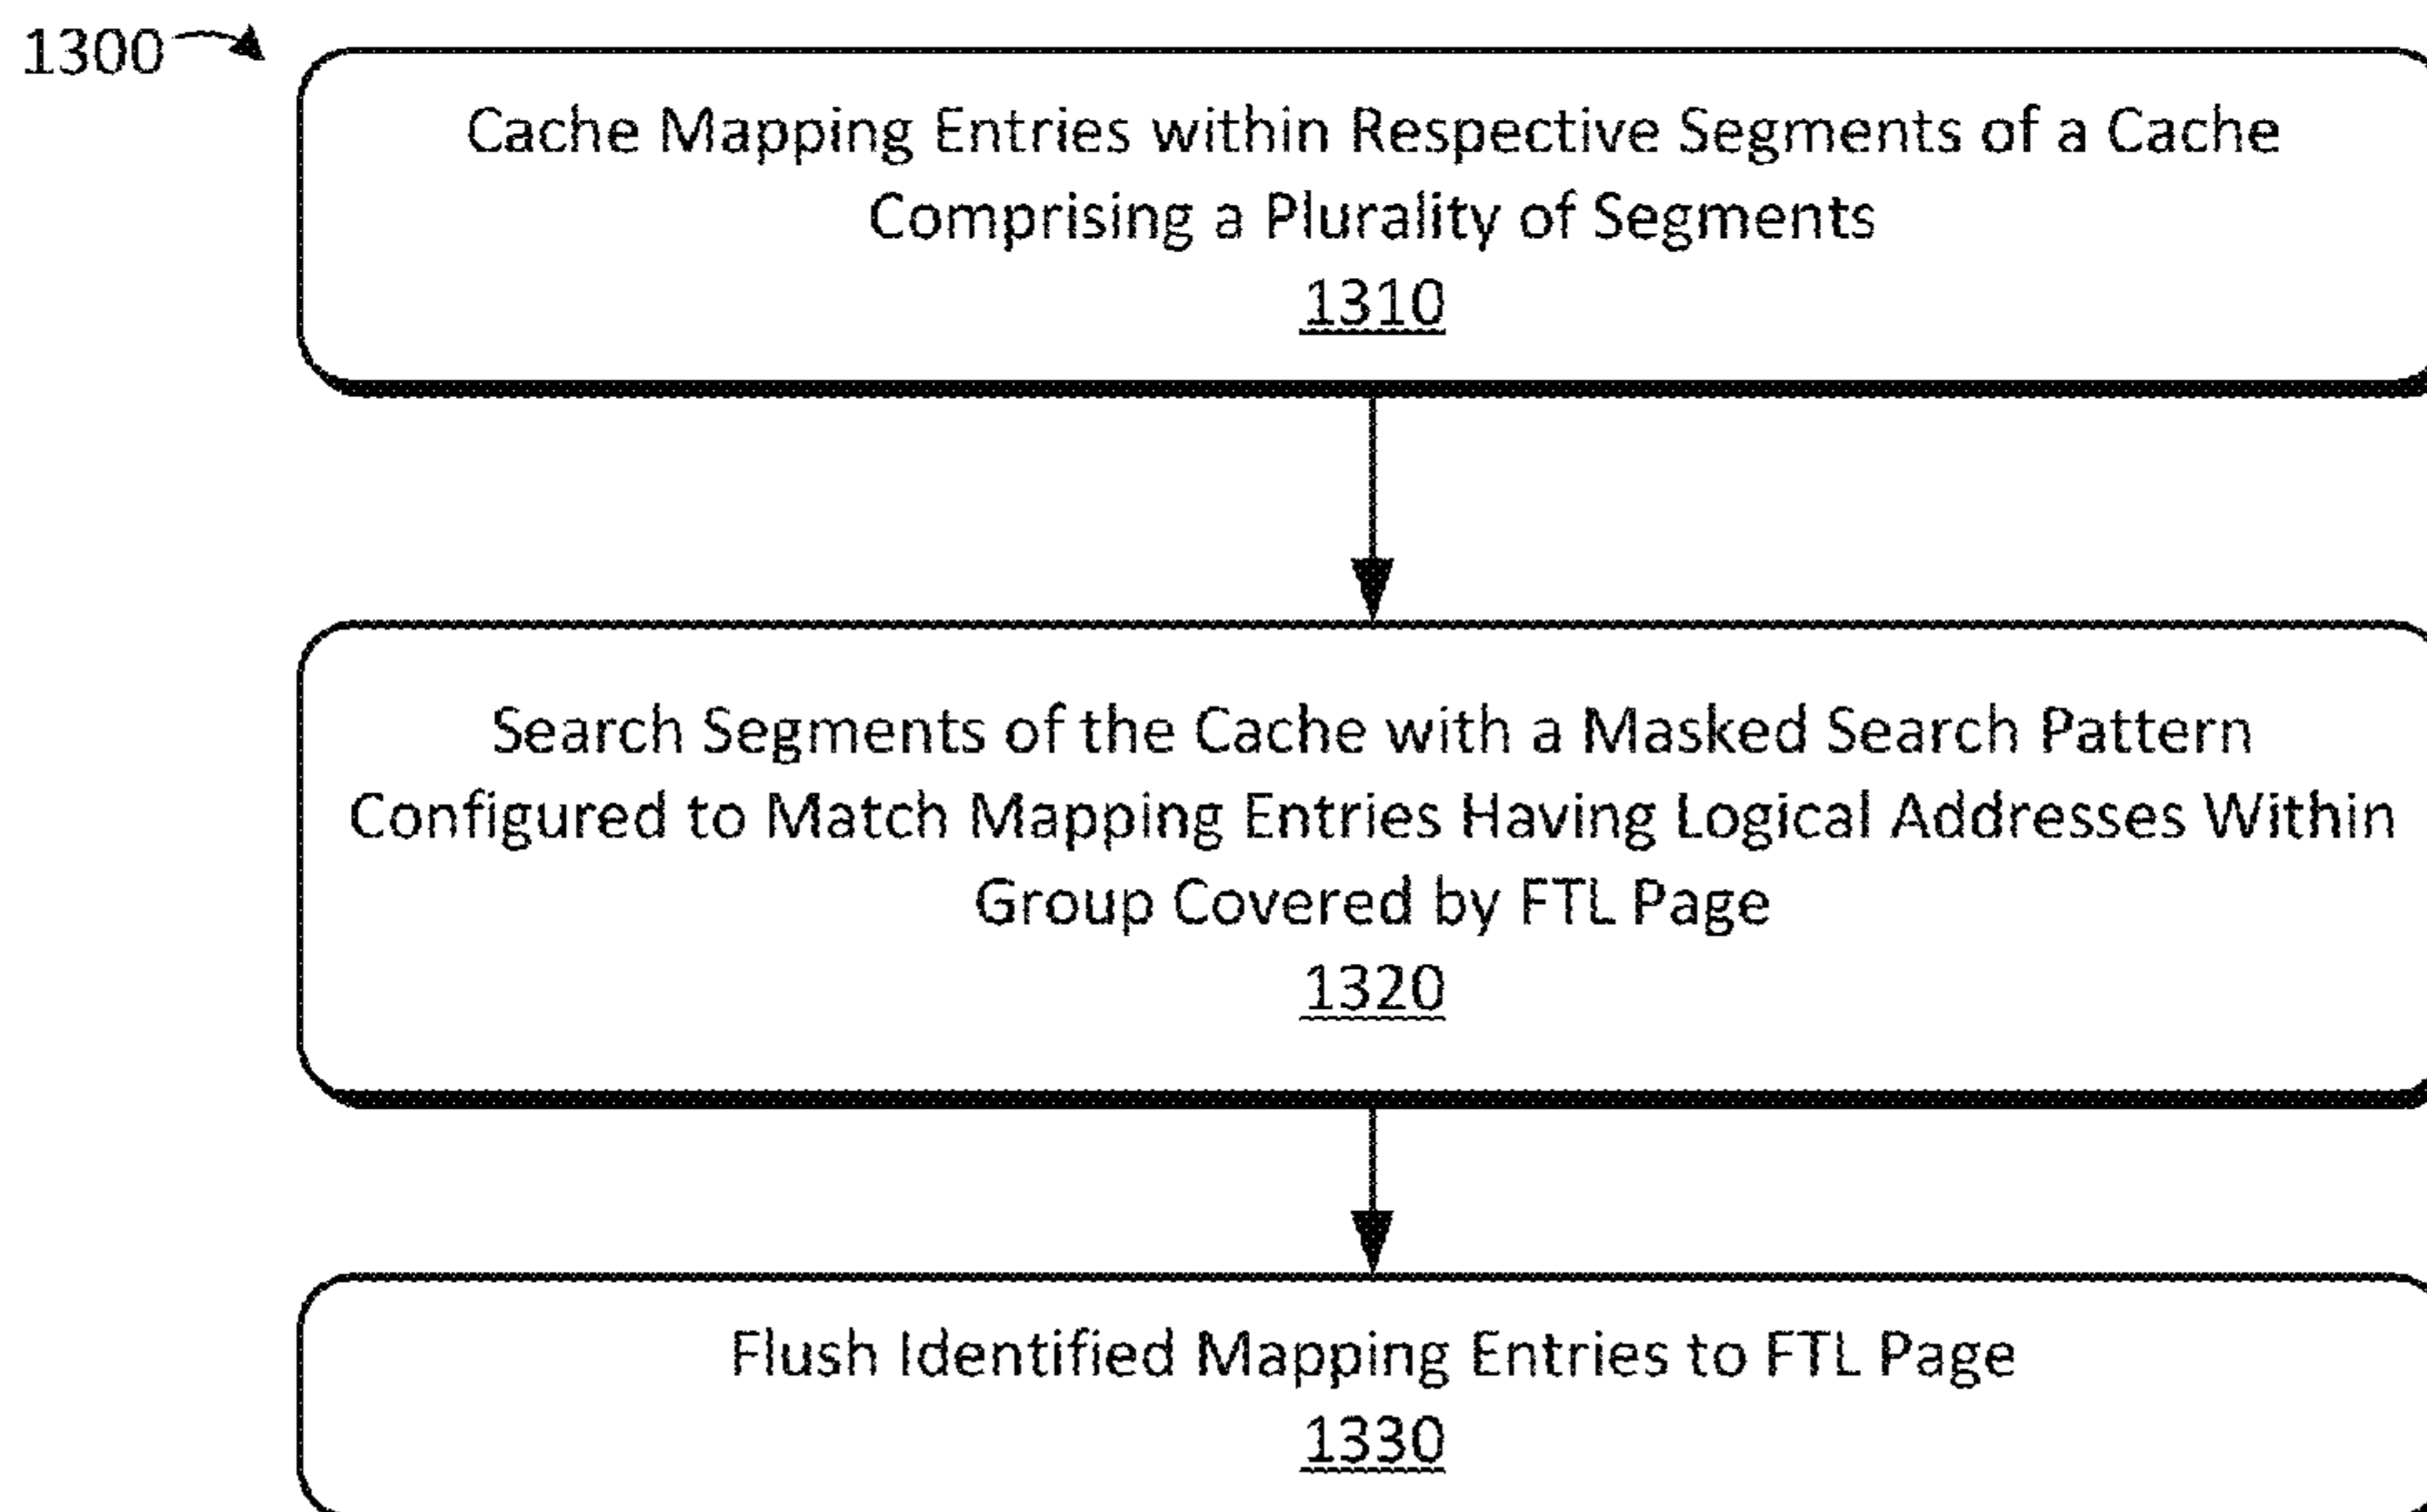 1300
Cache Mapping Entries within Respective Segments of a Cache
Comprising a Plurality of Segments
1310
Search Segments of the Cache with a Masked Search Pattern
Configured to Match Mapping Entries Having Logical Addresses Within
Group Covered by FTL Page
1320
Flush Identified Mapping Entries to FTL Page
1330